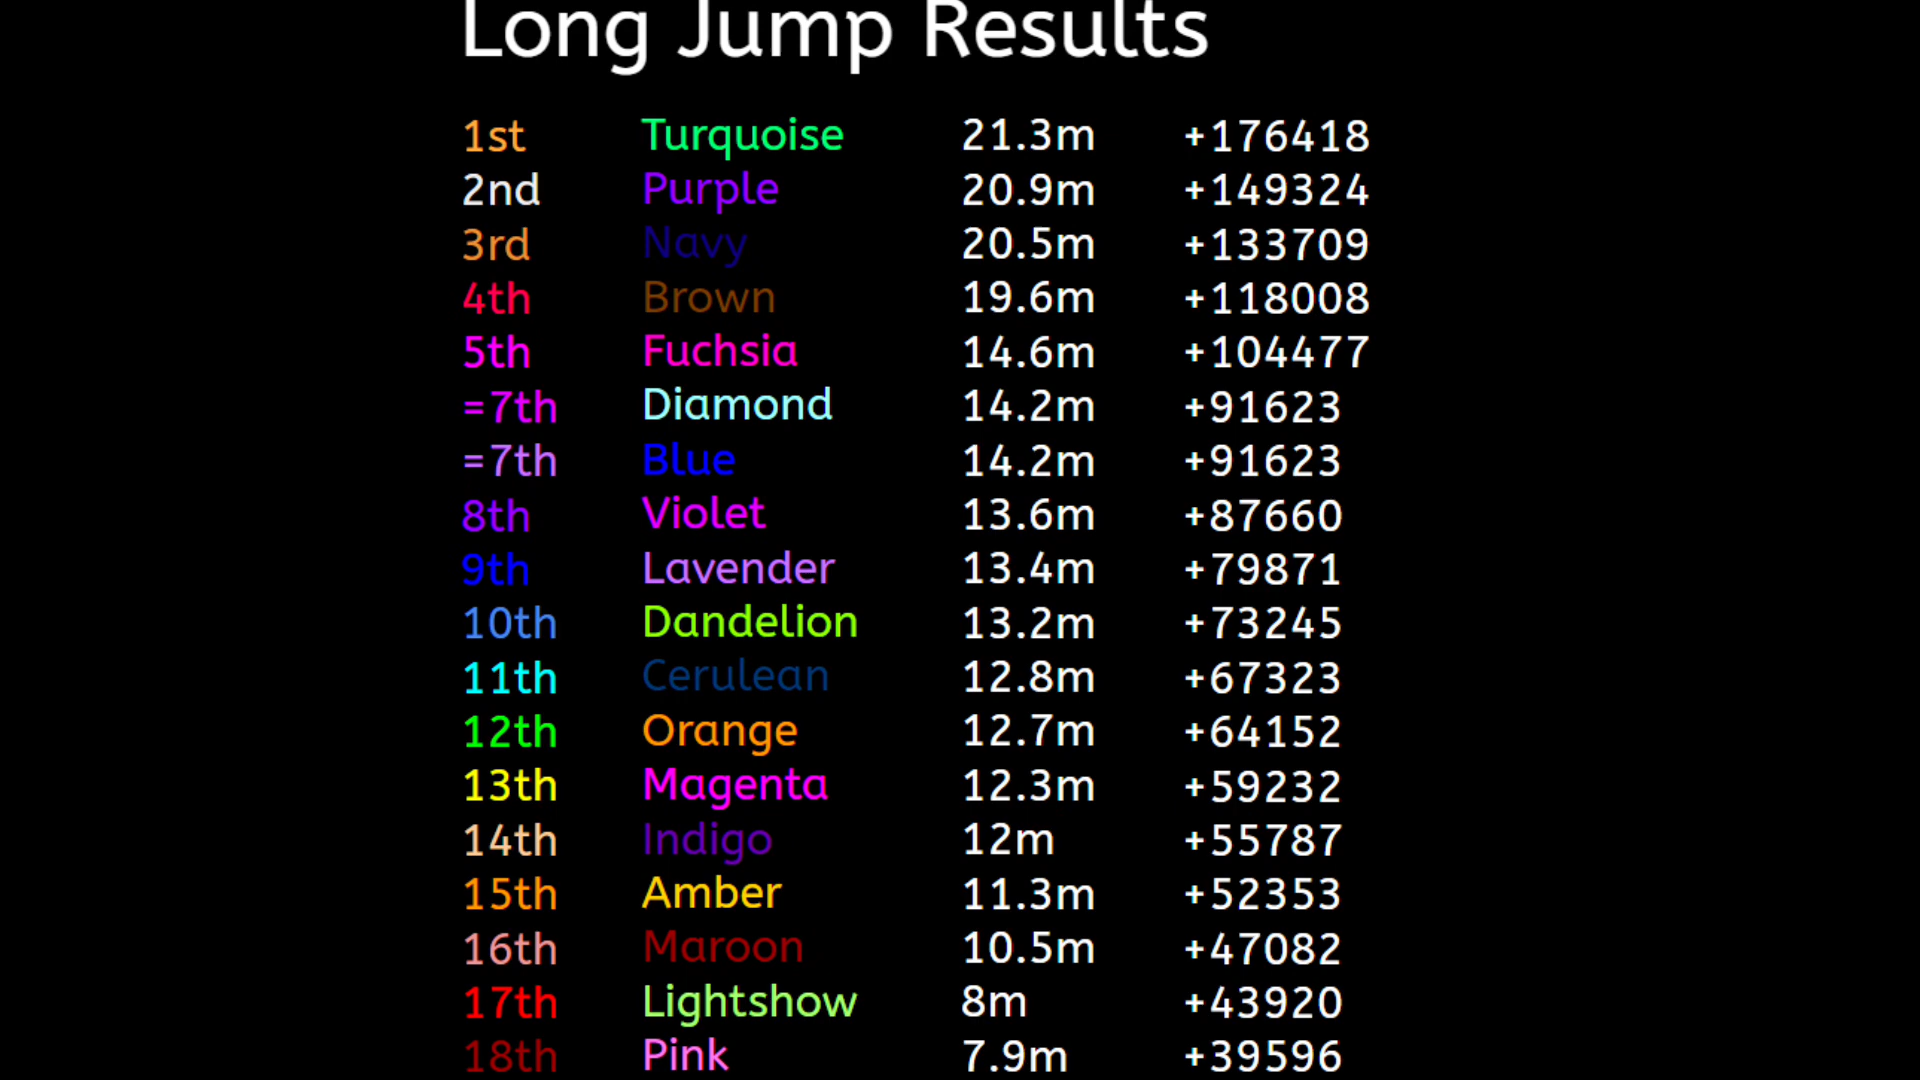 Long Jump Results
1st Turquoise 21.3m +176418
2nd Purple 20.9m +149324
3rd Navy 20.5m +133709
4th Brown 19.6m +118008
5th Fuchsia 14.6m +104477
=7th Diamond 14.2m +91623
=7th Blue 14.2m +91623
8th Violet 13.6m +87660
9th Lavender 13.4m +79871
10th Dandelion 13.2m +73245
11th Cerulean 12.8m +67323
12th Orange 12.7m +64152
13th Magenta 12.3m +59232
14th Indigo 12m +55787
15th Amber 11.3m +52353
16th Maroon 10.5m +47082
17th Lightshow 8m +43920
18th Pink 7.9m +39596